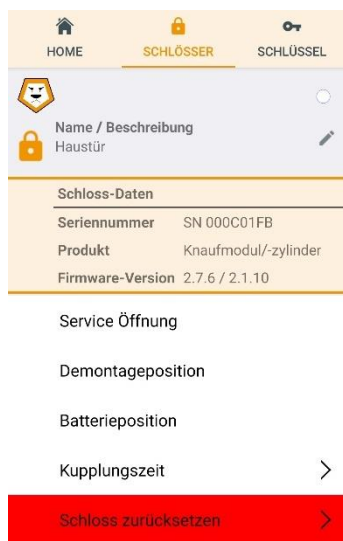 HOME SCHLÖSSER SCHLÜSSEL
Name / Beschreibung
Haustür
Schloss-Daten
Seriennummer SN 000C01FB
Produkt Knaufmodul/-zylinder
Firmware-Version 2.7.6 / 2.1.10
Service Öffnung
Demontageposition
Batterieposition
Kupplungszeit
Schloss zurücksetzen